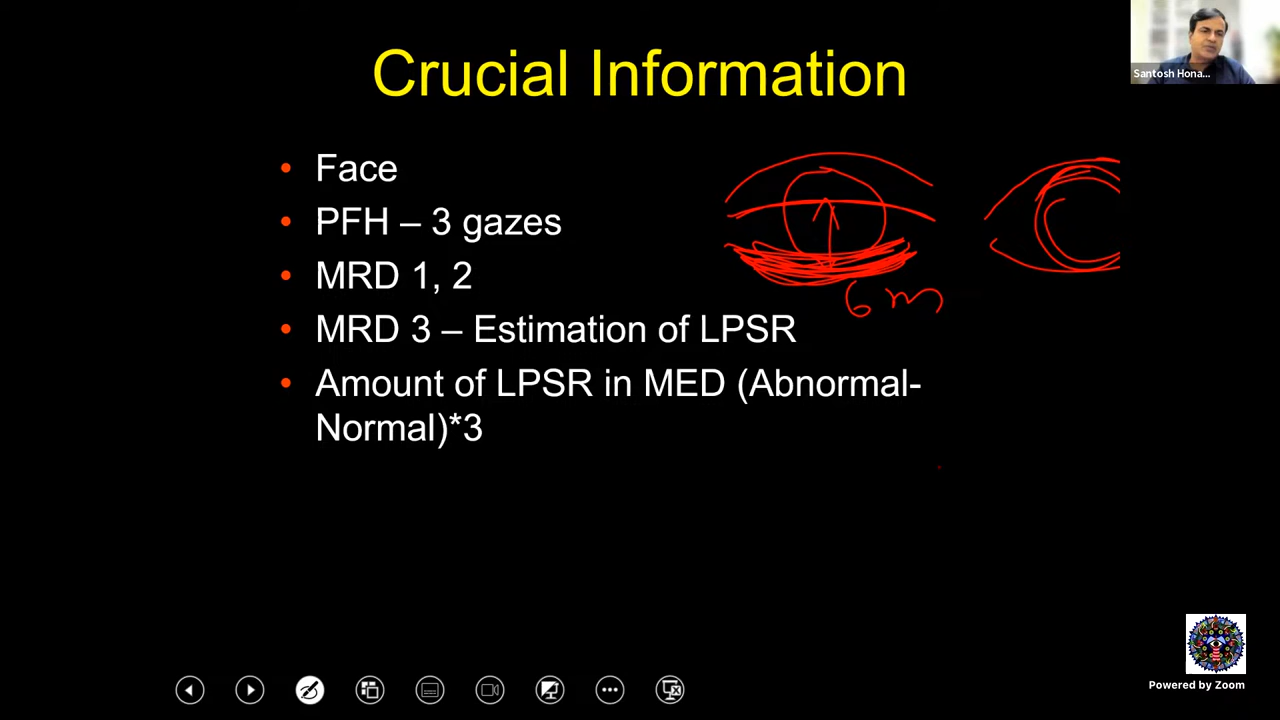 Crucial Information
Santosh Hona...
• Face
• PFH – 3 gazes
• MRD 1, 2
6 m
• MRD 3 – Estimation of LPSR
• Amount of LPSR in MED (Abnormal-
Normal)*3
Powered by Zoom